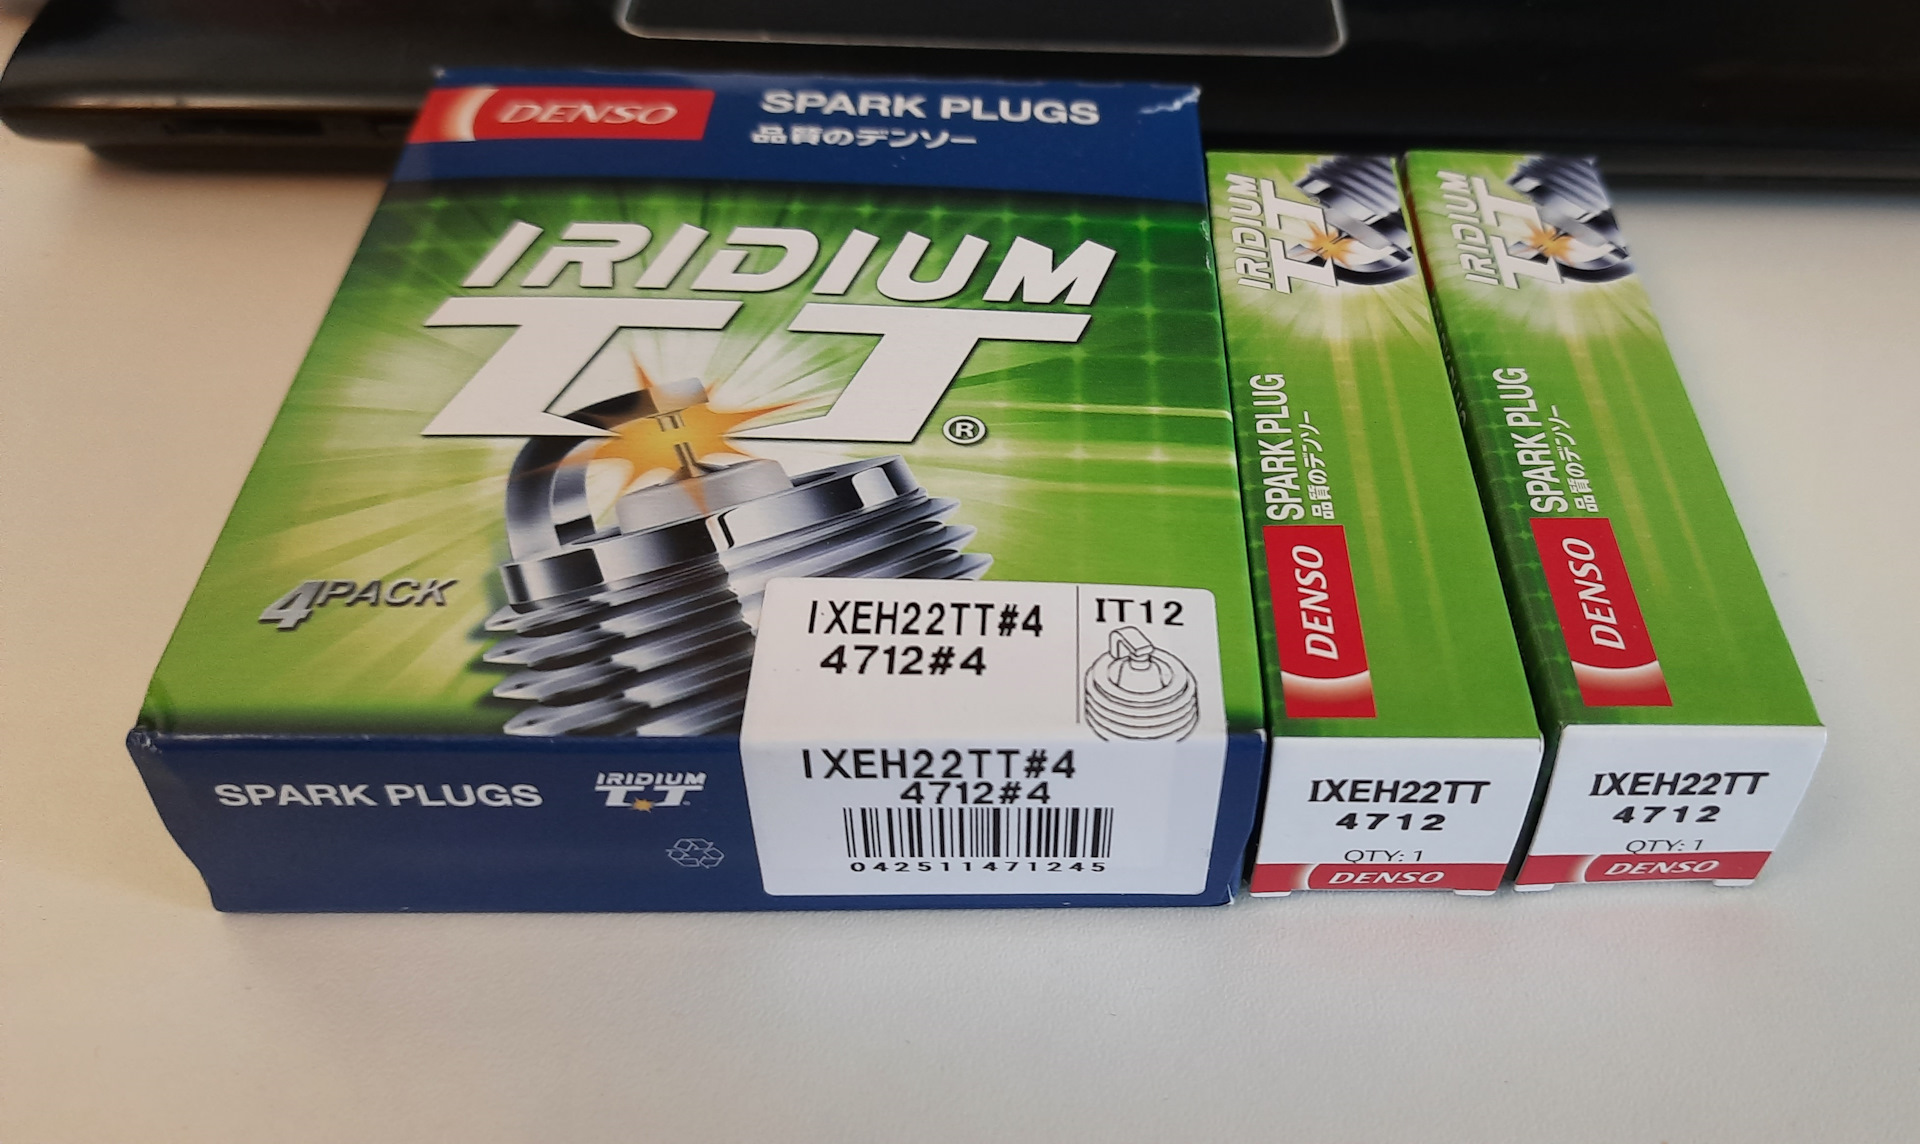 DENSO
SPARK PLUGS
品質のデンソー
IRIDIUM
TT®
4PACK
IXEH22TT#4
4712#4
IT12
SPARK PLUGS
IRIDIUM
TT
IXEH22TT#4
4712#4
042511471245
IRIDIUM
TT
SPARK PLUG
品質のデンソー
DENSO
IXEH22TT
4712
QTY: 1
DENSO
IRIDIUM
TT
SPARK PLUG
品質のデンソー
DENSO
IXEH22TT
4712
QTY: 1
DENSO